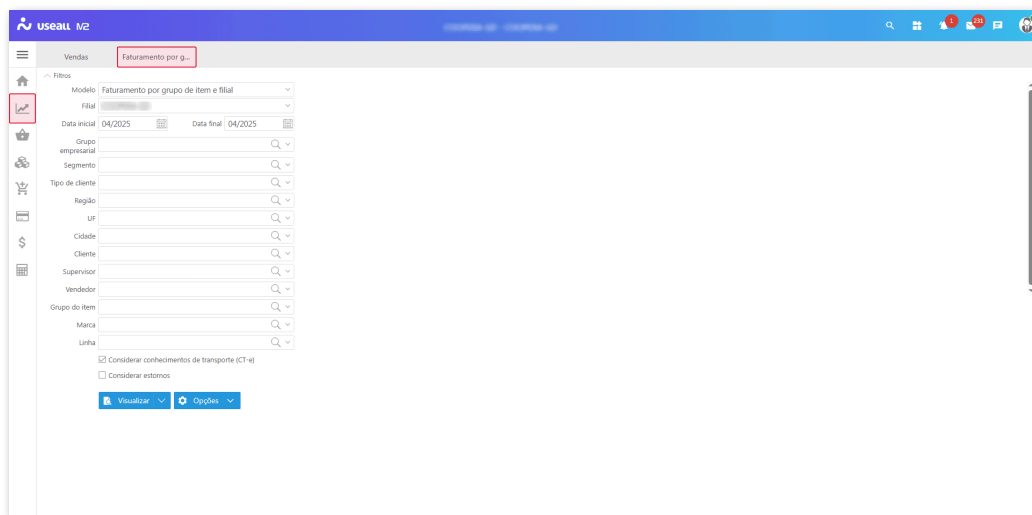 useall M2
1
231
Vendas
Faturamento por g...
Filtros
Modelo Faturamento por grupo de item e filial
Filial
Data inicial 04/2025 Data final 04/2025
Grupo
empresarial
Segmento
Tipo de cliente
Região
UF
Cidade
Cliente
Supervisor
Vendedor
Grupo do item
Marca
Linha
Considerar conhecimentos de transporte (CT-e)
Considerar estornos
Visualizar Opções